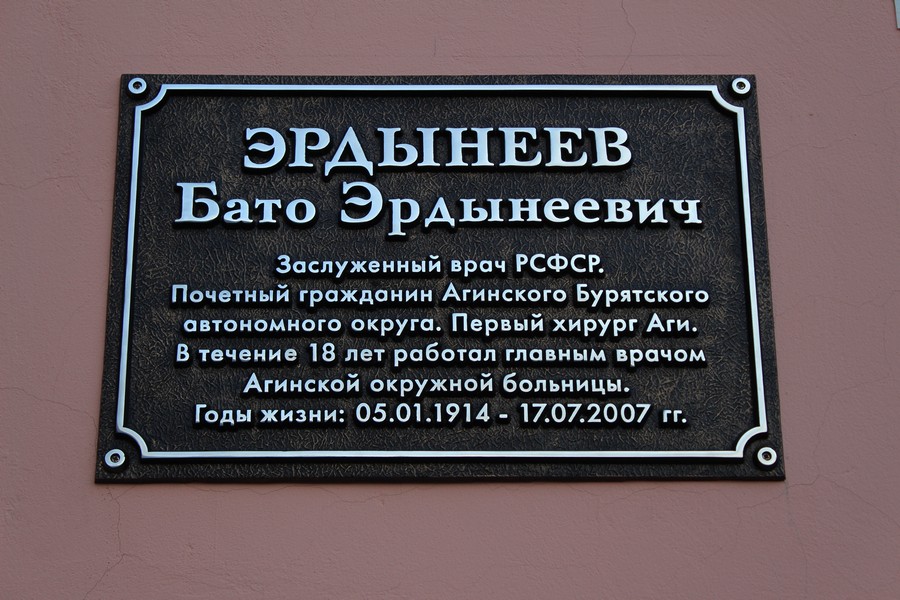 ЭРДЫНЕЕВ
Бато Эрдынеевич
Заслуженный врач РСФСР.
Почетный гражданин Агинского Бурятского
автономного округа. Первый хирург Аги.
В течение 18 лет работал главным врачом
Агинской окружной больницы.
Годы жизни: 05.01.1914 - 17.07.2007 гг.